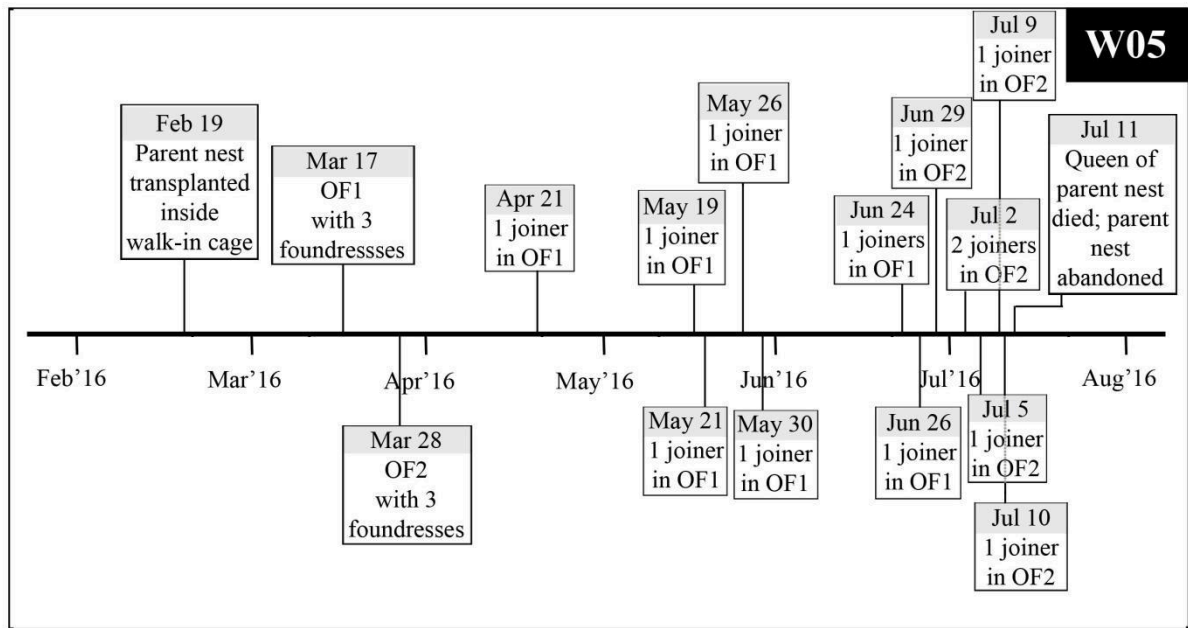 W05
Feb 19
Parent nest
transplanted
inside
walk-in cage
Mar 17
OF1
with 3
foundressses
Apr 21
1 joiner
in OF1
May 19
1 joiner
in OF1
May 26
1 joiner
in OF1
Jun 24
1 joiners
in OF1
Jun 29
1 joiner
in OF2
Jul 2
2 joiners
in OF2
Jul 9
1 joiner
in OF2
Jul 11
Queen of
parent nest
died; parent
nest
abandoned
Feb’16
Mar’16
Apr’16
May’16
Jun’16
Jul’16
Aug’16
Mar 28
OF2
with 3
foundresses
May 21
1 joiner
in OF1
May 30
1 joiner
in OF1
Jun 26
1 joiner
in OF1
Jul 5
1 joiner
in OF2
Jul 10
1 joiner
in OF2